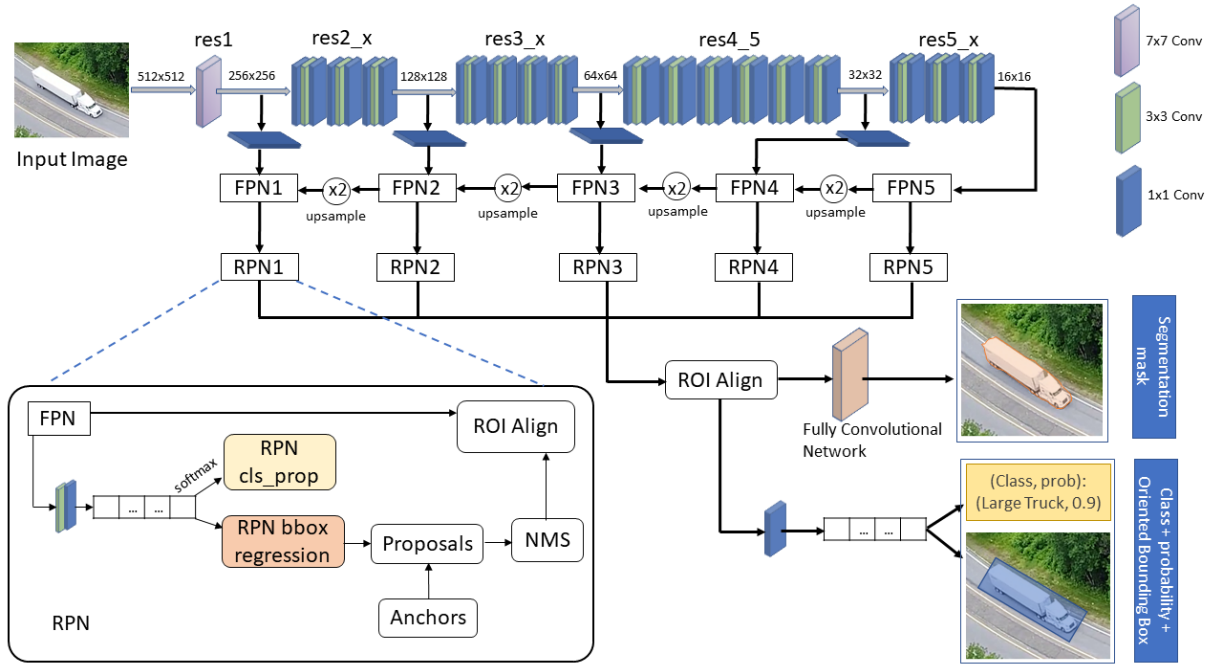 res1
res2_x
res3_x
res4_5
res5_x
7x7 Conv
512x512
256x256
128x128
64x64
32x32
16x16
3x3 Conv
Input Image
FPN1
x2
FPN2
x2
FPN3
x2
FPN4
x2
FPN5
1x1 Conv
upsample
upsample
upsample
upsample
RPN1
RPN2
RPN3
RPN4
RPN5
Segmentation
mask
ROI Align
Fully Convolutional
Network
FPN
ROI Align
RPN
cls_prop
softmax
... ...
RPN bbox
regression
Proposals
NMS
Anchors
RPN
(Class, prob):
(Large Truck, 0.9)
... ...
Class + probability +
Oriented Bounding Box